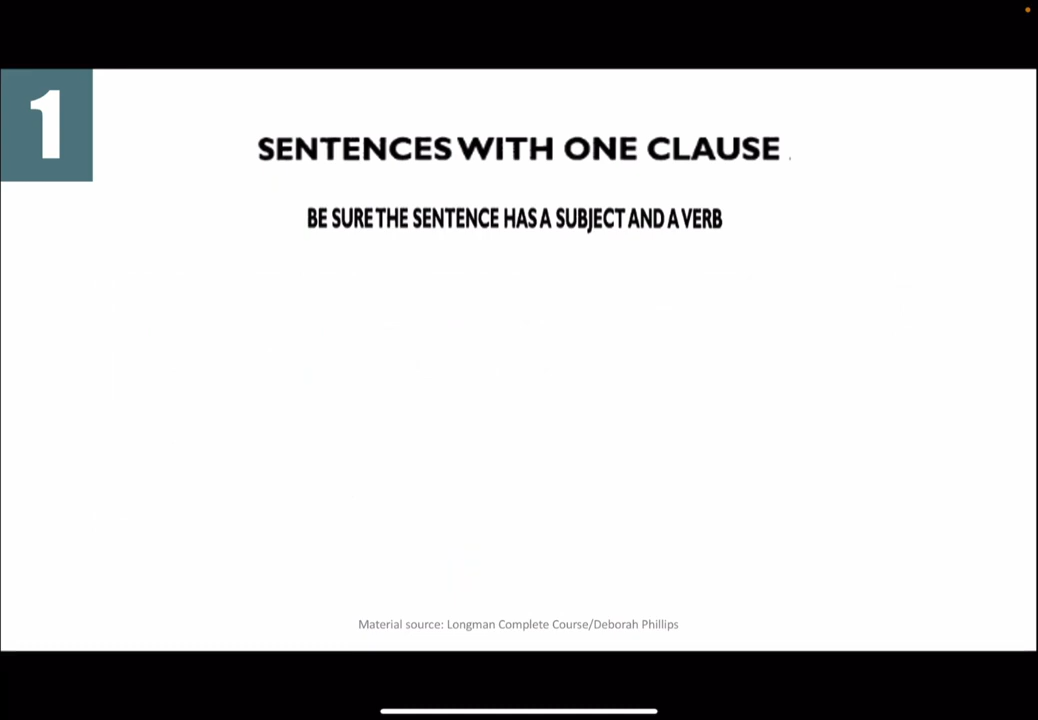 1
SENTENCES WITH ONE CLAUSE
BE SURE THE SENTENCE HAS A SUBJECT AND A VERB
Material source: Longman Complete Course/Deborah Phillips